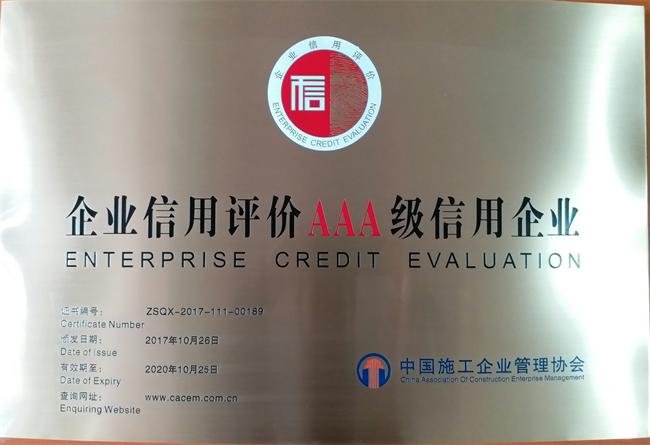 企业信用评价
信
ENTERPRISE CREDIT EVALUATION
企业信用评价AAA级信用企业
ENTERPRISE CREDIT EVALUATION
证书编号: ZSQX-2017-111-00189
Certificate Number
颁发日期: 2017年10月26日
Date of Issue
有效期至: 2020年10月25日
Date of Expiry
查询网址: www.cacem.com.cn
Enquiring Website
中国施工企业管理协会
China Association Of Construction Enterprise Management